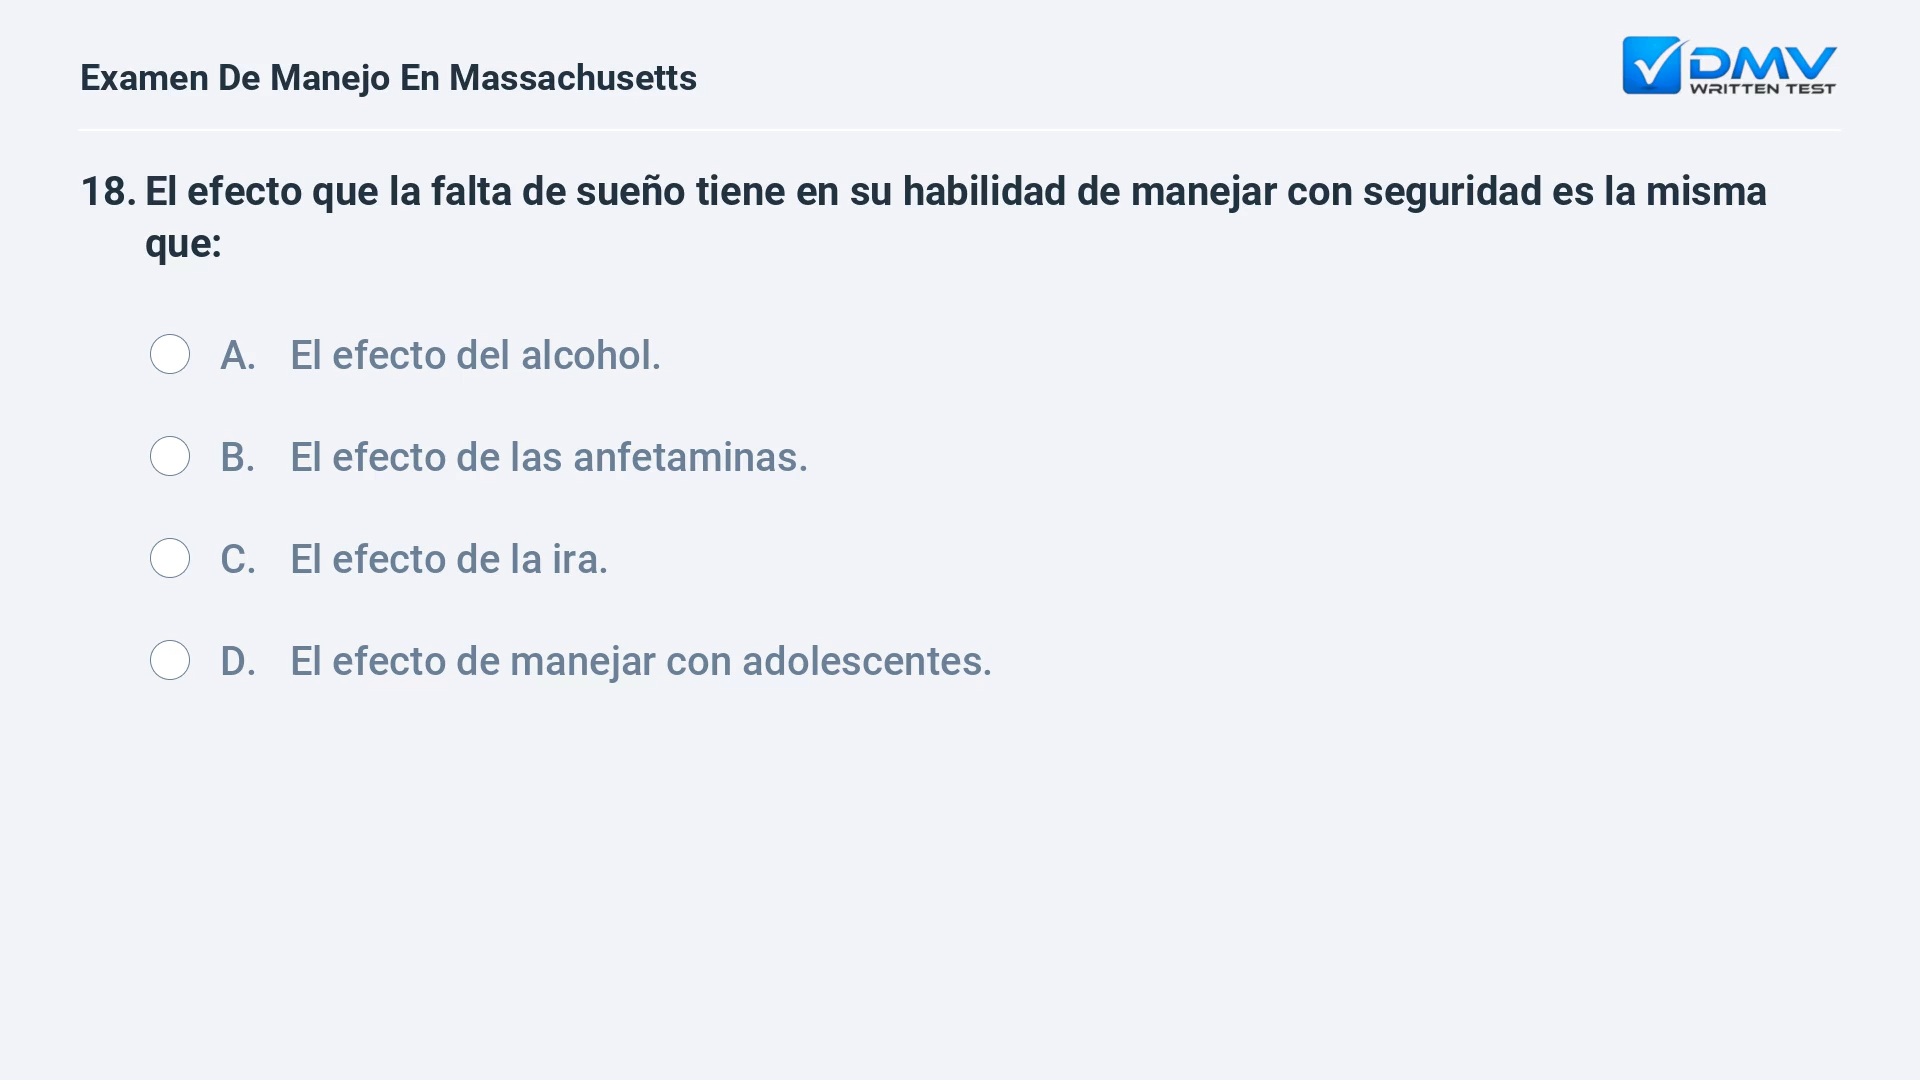 Examen De Manejo En Massachusetts
DMV
WRITTEN TEST
18. El efecto que la falta de sueño tiene en su habilidad de manejar con seguridad es la misma
que:
A. El efecto del alcohol.
B. El efecto de las anfetaminas.
C. El efecto de la ira.
D. El efecto de manejar con adolescentes.